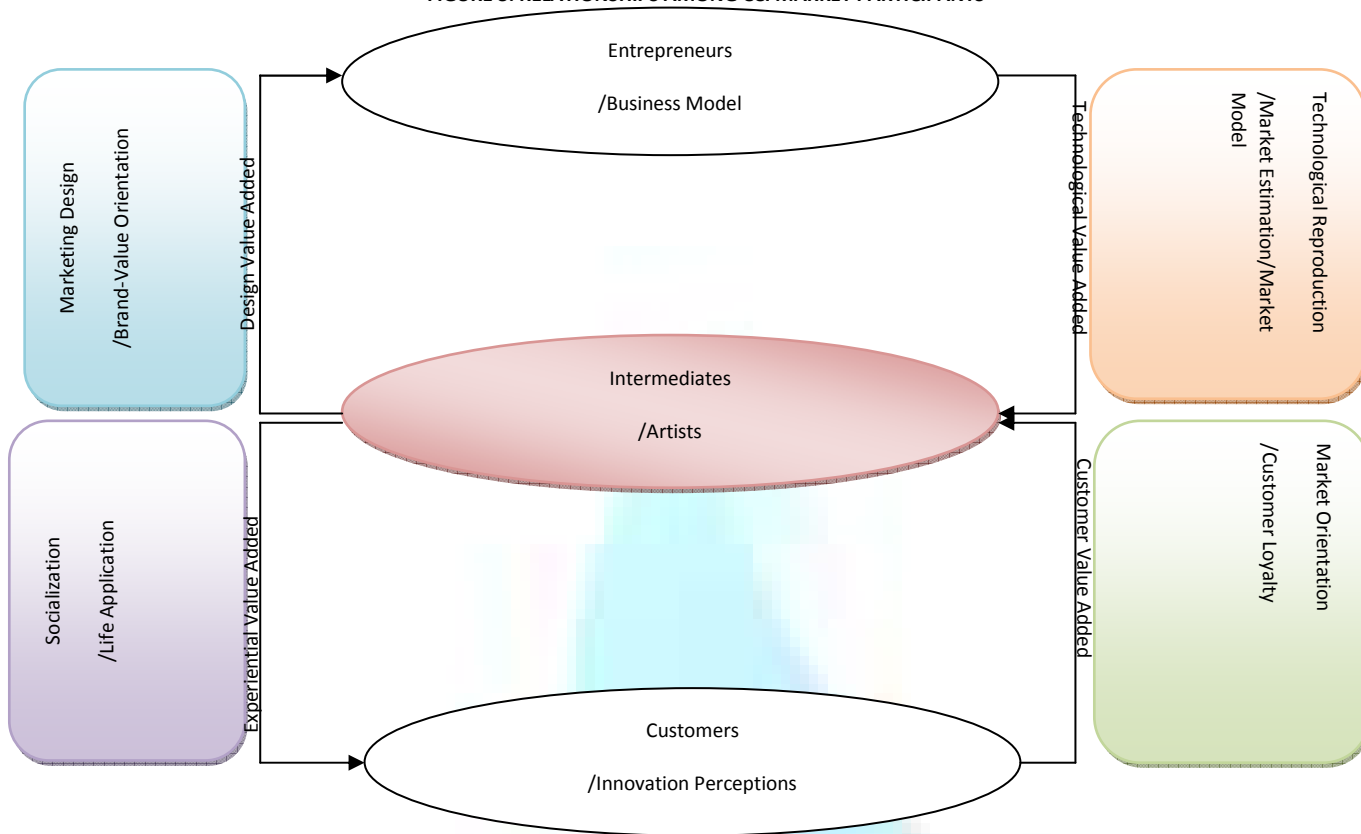 Entrepreneurs
/Business Model
Marketing Design
/Brand-Value Orientation
Design Value Added
Technological Value Added
Technological Reproduction
/Market Estimation/Market
Model
Intermediates
/Artists
Socialization
/Life Application
Experiential Value Added
Customer Value Added
Market Orientation
/Customer Loyalty
Customers
/Innovation Perceptions